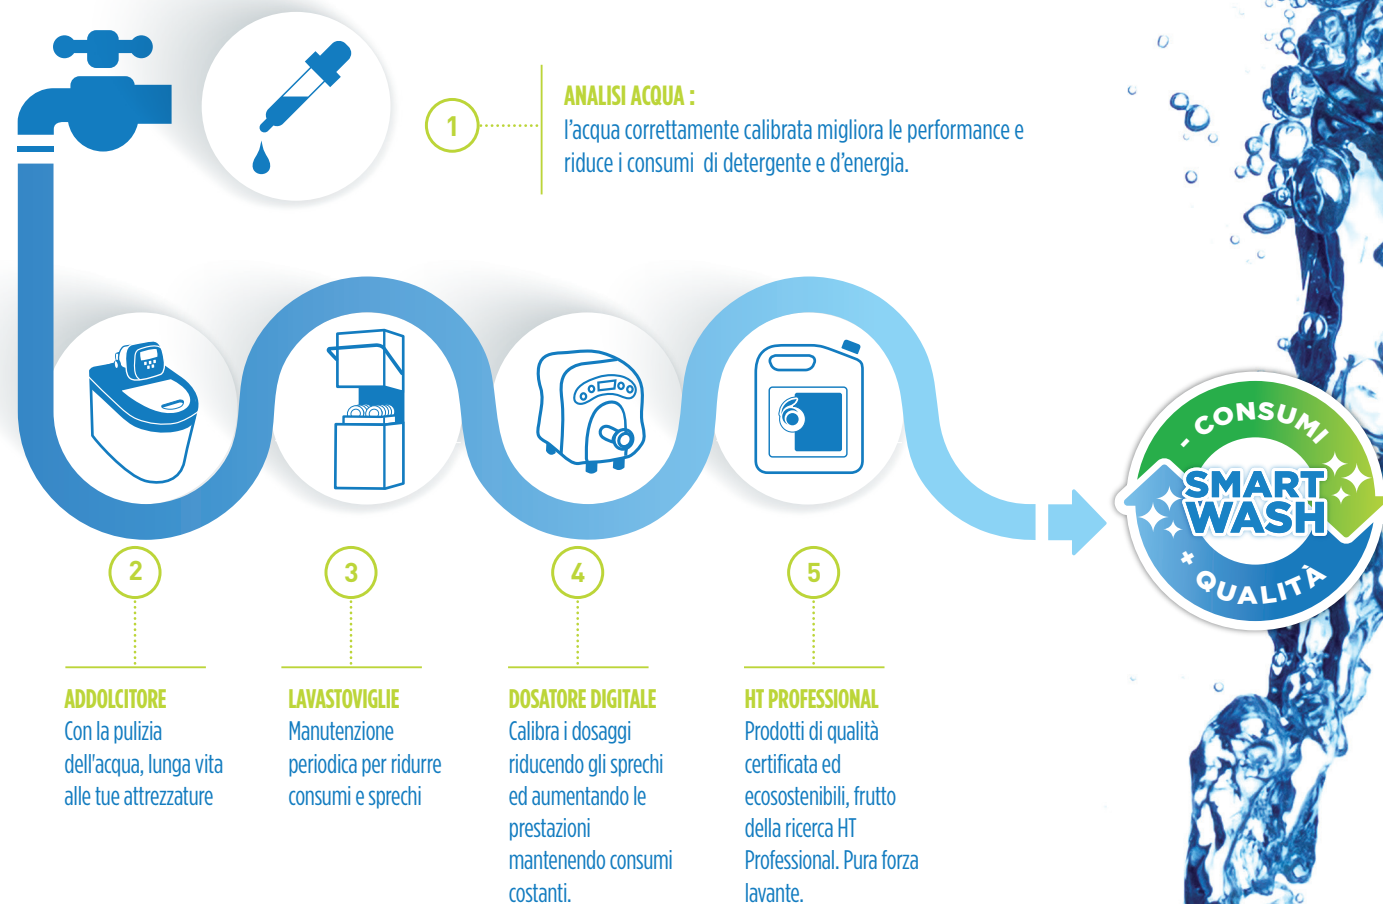 1
ANALISI ACQUA :
l’acqua correttamente calibrata migliora le performance e
riduce i consumi di detergente e d’energia.
- CONSUMI
SMART
WASH
+ QUALITÀ
2
ADDOLCITORE
Con la pulizia
dell'acqua, lunga vita
alle tue attrezzature
3
LAVASTOVIGLIE
Manutenzione
periodica per ridurre
consumi e sprechi
4
DOSATORE DIGITALE
Calibra i dosaggi
riducendo gli sprechi
ed aumentando le
prestazioni
mantenendo consumi
costanti.
5
HT PROFESSIONAL
Prodotti di qualità
certificata ed
ecosostenibili, frutto
della ricerca HT
Professional. Pura forza
lavante.